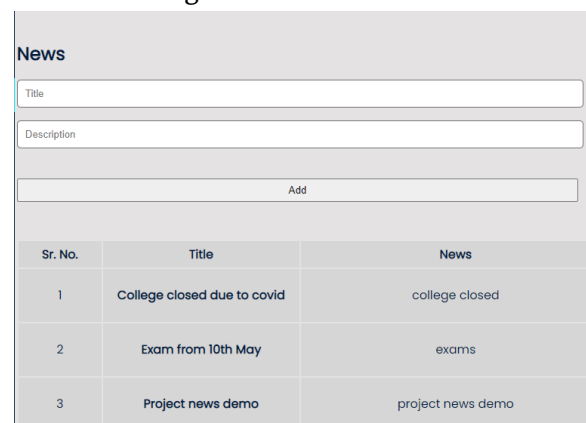 News
Title
Description
Add
Sr. No. Title News
1 College closed due to covid college closed
2 Exam from 10th May exams
3 Project news demo project news demo